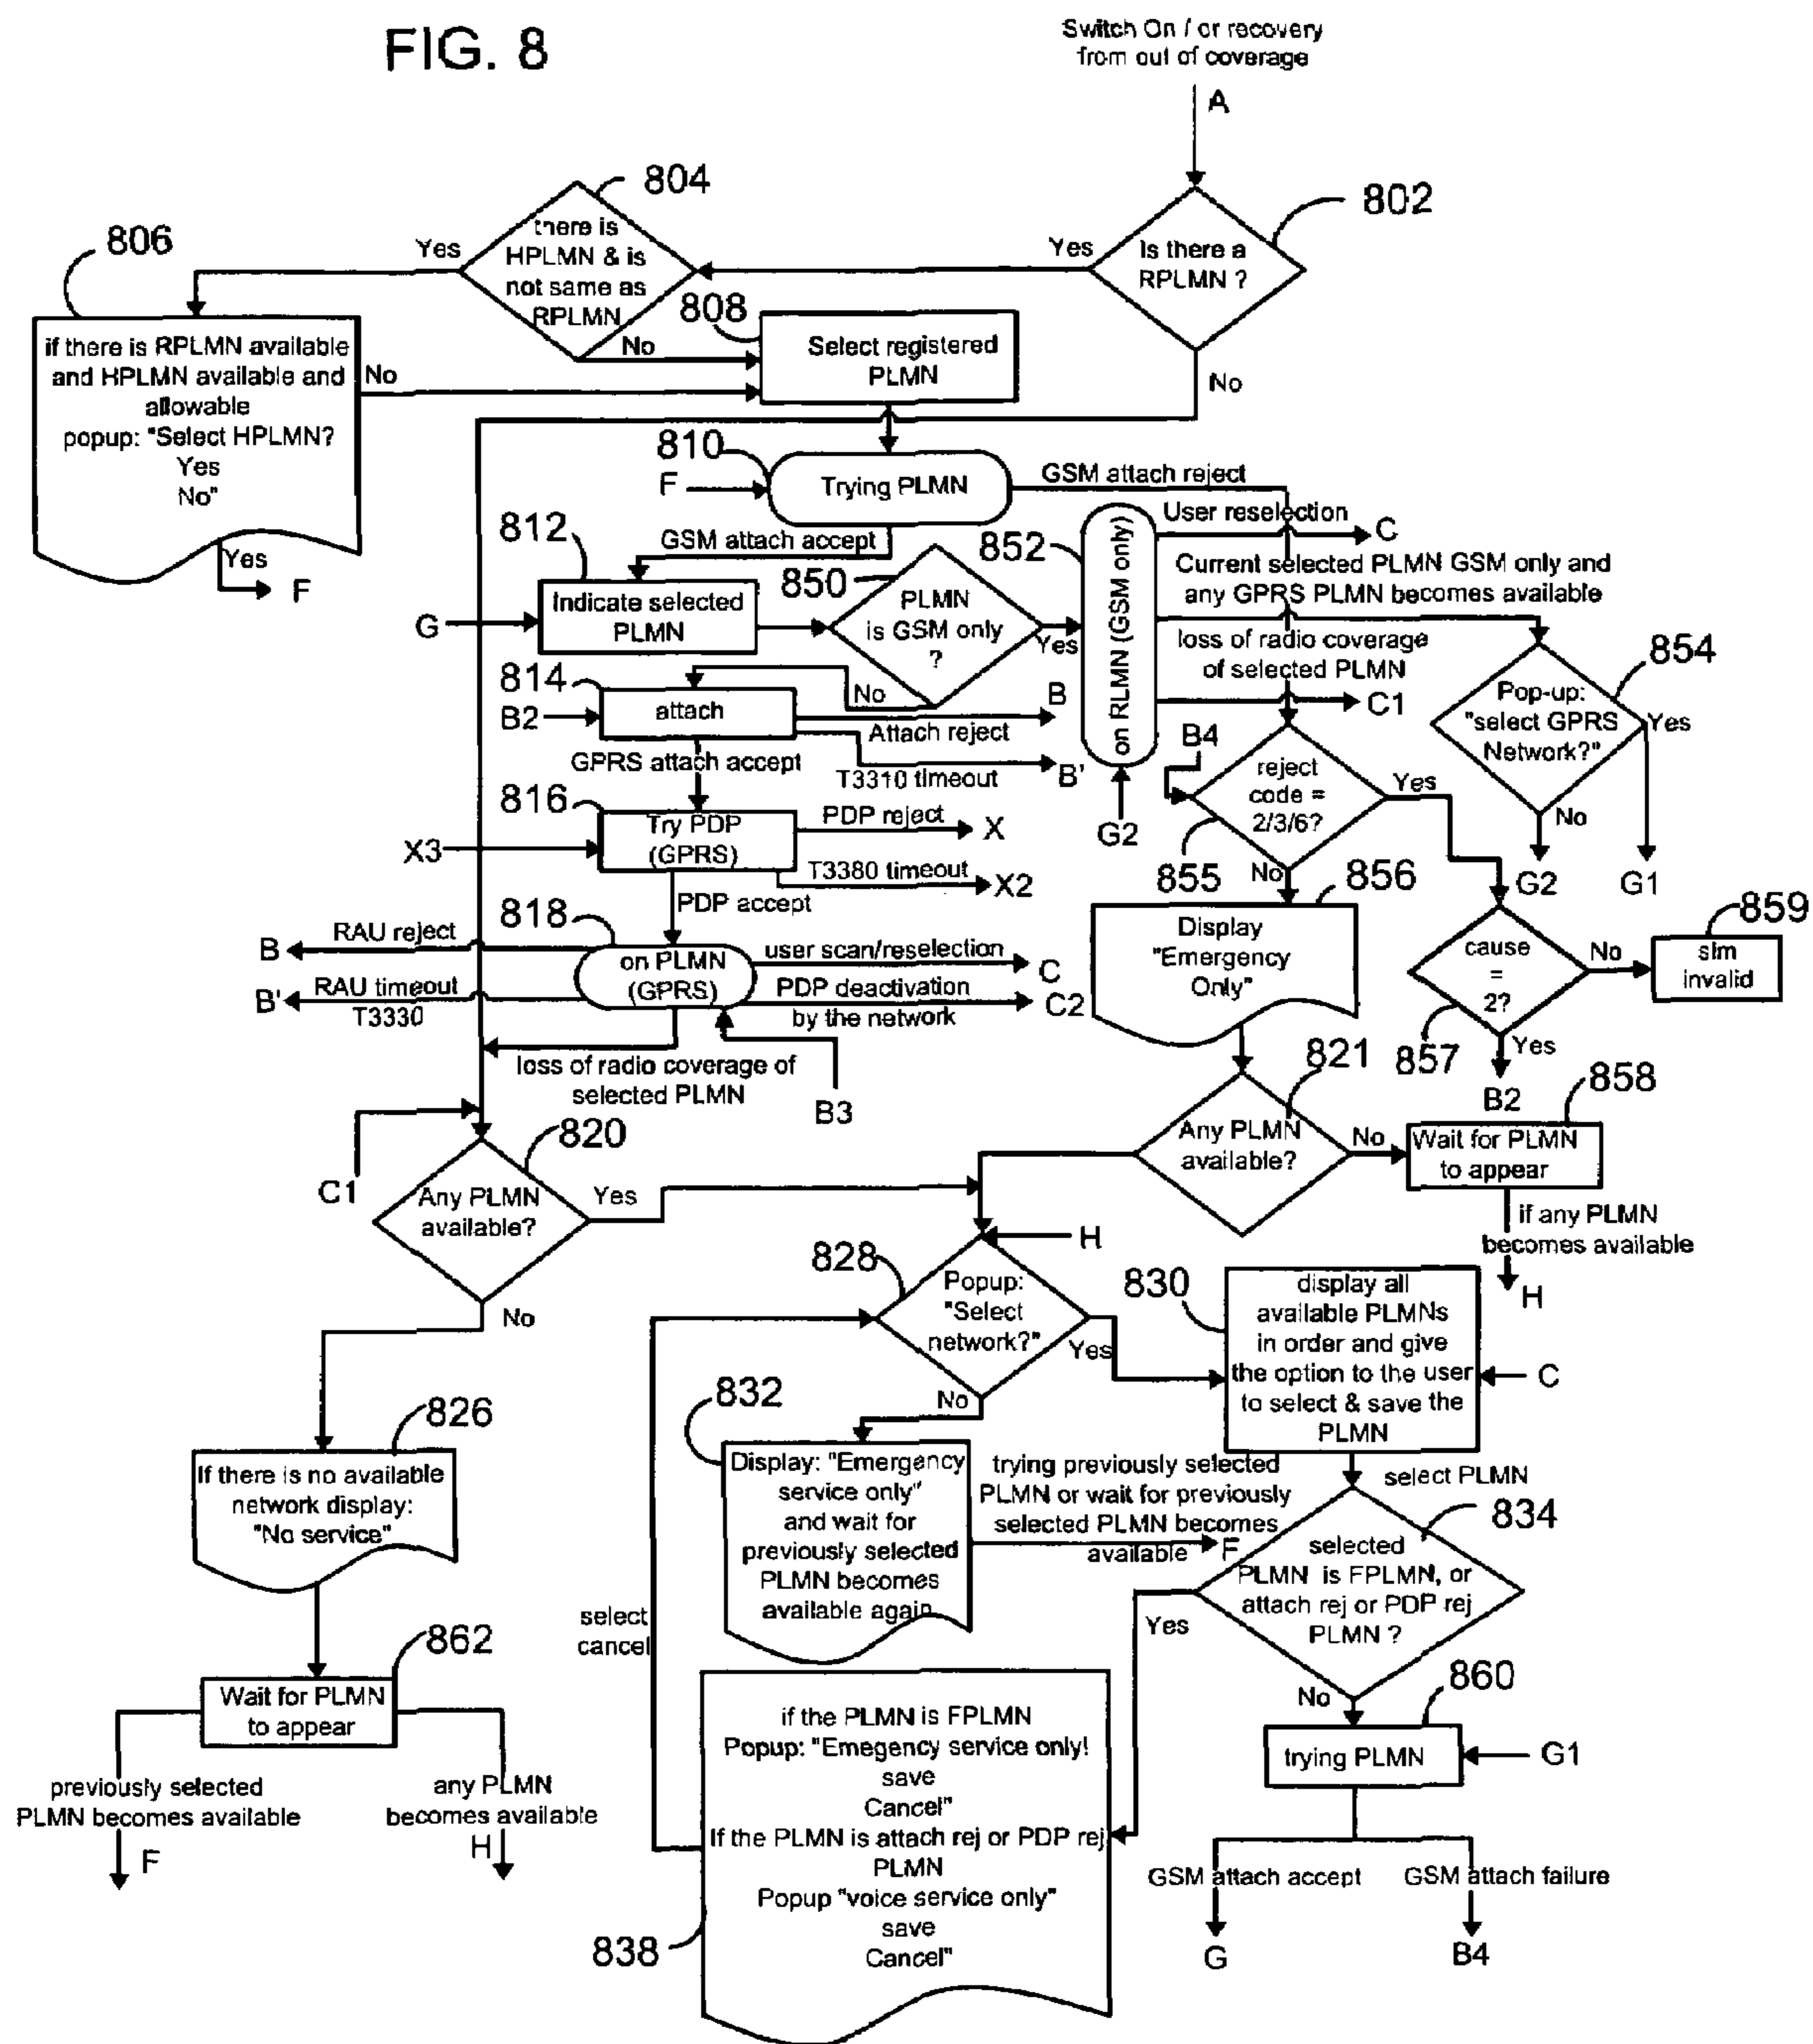 FIG. 8
Switch On / or recovery
from out of coverage
A
804
802
806
Yes
there is
HPLMN & is
not same as
RPLMN
Yes
Is there a
RPLMN ?
808
No
Select registered
PLMN
No
if there is RPLMN available
and HPLMN available and
allowable
popup: "Select HPLMN?
Yes
No"
No
Yes
F
810
F
Trying PLMN
GSM attach reject
812
GSM attach accept
850
852
User reselection
C
Indicate selected
PLMN
G
PLMN
is GSM only
?
Yes
No
on RLMN (GSM only)
Current selected PLMN GSM only and
any GPRS PLMN becomes available
loss of radio coverage
of selected PLMN
C1
854
Pop-up:
"select GPRS
Network?"
Yes
No
G2
G1
814
B2
attach
B
Attach reject
GPRS attach accept
T3310 timeout
B'
G2
B4
reject
code =
2/3/6?
Yes
No
855
816
X3
Try PDP
(GPRS)
PDP reject
X
T3380 timeout
X2
PDP accept
856
Display
"Emergency
Only"
859
cause
=
2?
No
sim
invalid
857
Yes
B2
818
B
RAU reject
on PLMN
(GPRS)
user scan/reselection
C
B'
RAU timeout
T3330
PDP deactivation
by the network
C2
loss of radio coverage of
selected PLMN
B3
821
858
Any PLMN
available?
No
Wait for PLMN
to appear
if any PLMN
becomes available
H
820
C1
Any PLMN
available?
Yes
No
828
H
Popup:
"Select
network?"
Yes
No
830
display all
available PLMNs
in order and give
the option to the user
to select & save the
PLMN
C
826
If there is no available
network display:
"No service"
832
Display: "Emergency
service only"
and wait for
previously selected
PLMN becomes
available again
trying previously selected
PLMN or wait for previously
selected PLMN becomes
available
F
select PLMN
834
selected
PLMN is FPLMN, or
attach rej or PDP rej
PLMN ?
Yes
No
select
cancel
862
Wait for PLMN
to appear
previously selected
PLMN becomes available
F
any PLMN
becomes available
H
838
if the PLMN is FPLMN
Popup: "Emegency service only!
save
Cancel"
If the PLMN is attach rej or PDP rej
PLMN
Popup "voice service only"
save
Cancel"
860
trying PLMN
G1
GSM attach accept
GSM attach failure
G
B4